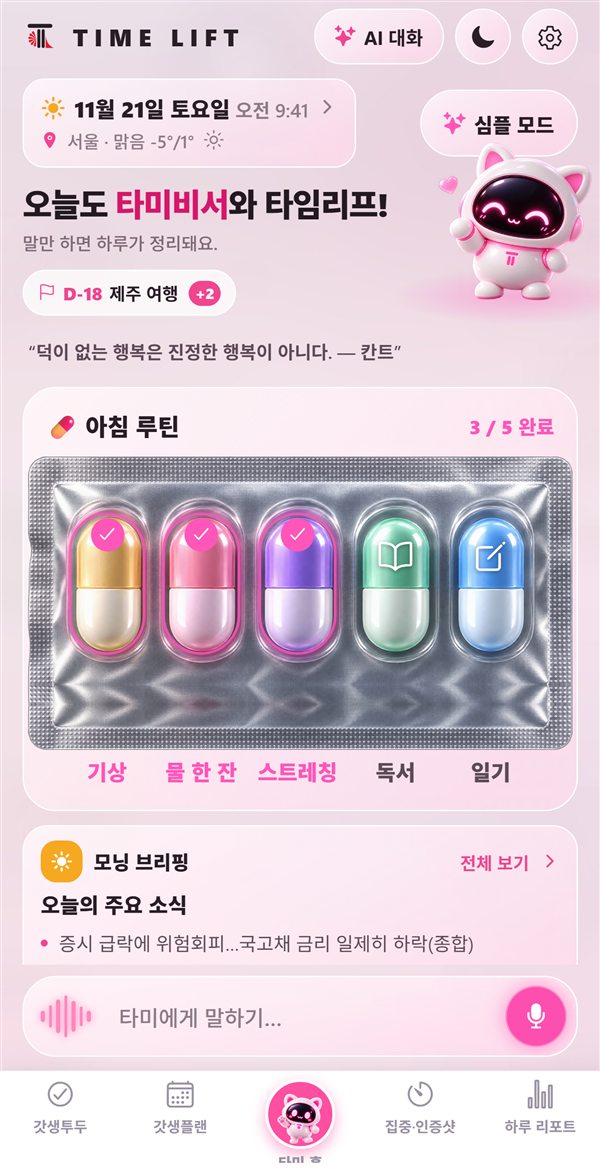 TIME LIFT
AI 대화
11월 21일 토요일 오전 9:41
서울 · 맑음 -5°/1°
심플 모드
오늘도 타미비서와 타임리프!
말만 하면 하루가 정리돼요.
D-18 제주 여행 +2
“덕이 없는 행복은 진정한 행복이 아니다. — 칸트”
아침 루틴
3 / 5 완료
기상
물 한 잔
스트레칭
독서
일기
모닝 브리핑
전체 보기
오늘의 주요 소식
증시 급락에 위험회피...국고채 금리 일제히 하락(종합)
타미에게 말하기...
갓생투두
갓생플랜
타미 홈
집중·인증샷
하루 리포트